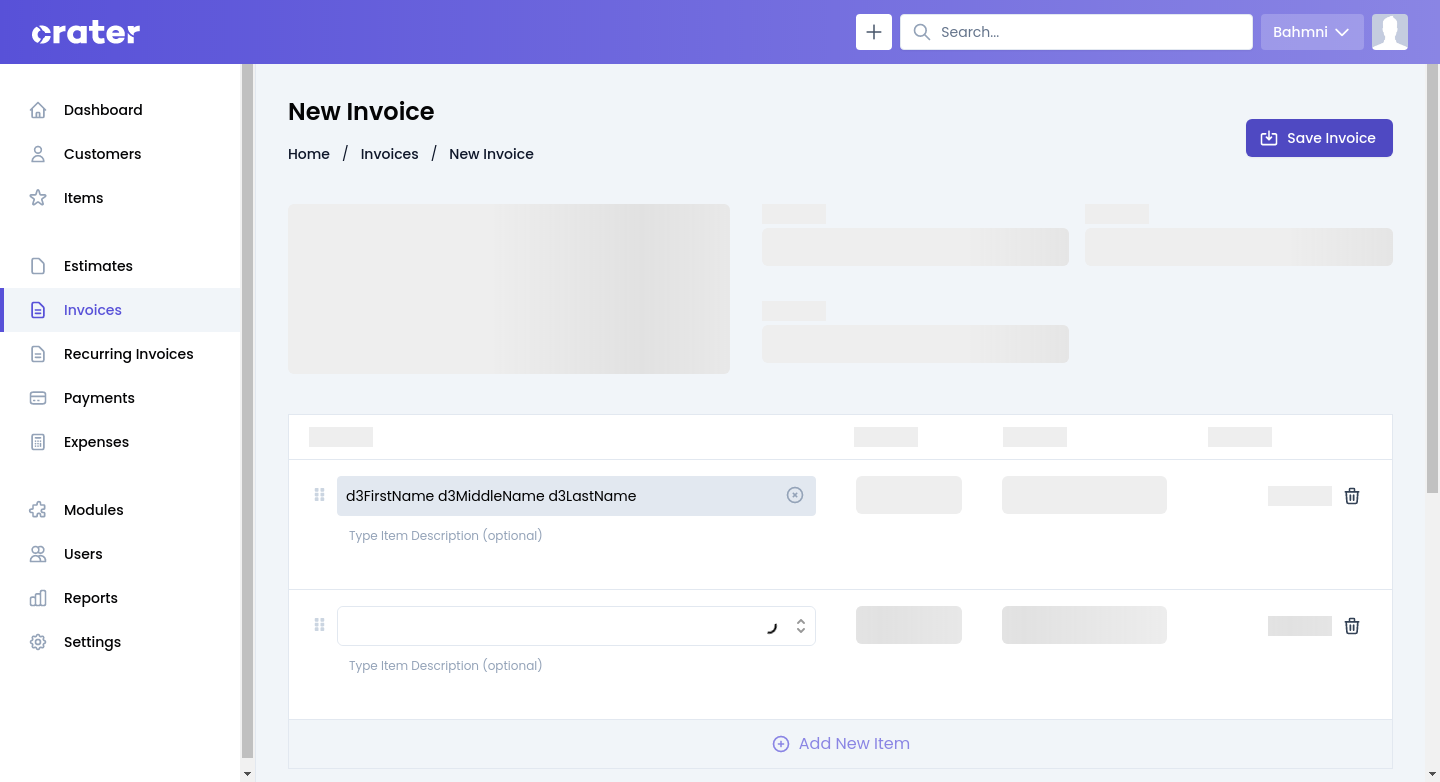 crater
Search...
Bahmni
Dashboard
Customers
Items
Estimates
Invoices
Recurring Invoices
Payments
Expenses
Modules
Users
Reports
Settings
New Invoice
Home / Invoices / New Invoice
Save Invoice
d3FirstName d3MiddleName d3LastName
Type Item Description (optional)
Type Item Description (optional)
Add New Item